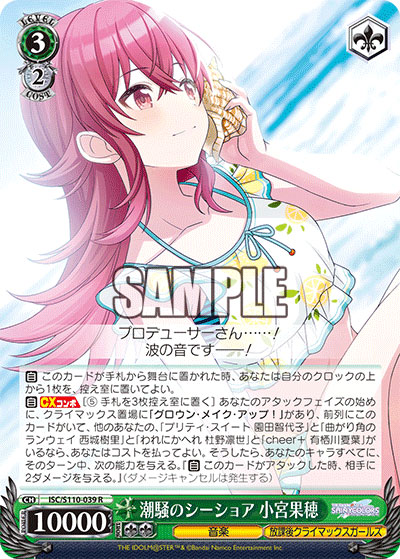 LEVEL
3
2
COST
SAMPLE
プロデューサーさん……!
波の音です――!
自 このカードが手札から舞台に置かれた時、あなたは自分のクロックの上
から1枚を、控え室に置いてよい。
自 CXコンボ [⑤ 手札を3枚控え室に置く] あなたのアタックフェイズの始め
に、クライマックス置場に「グロウン・メイク・アップ!」があり、前列にこの
カードがいて、他のあなたの、「プリティ・スイート 園田智代子」と「曲がり角の
ランウェイ 西城樹里」と「われにかへれ 杜野凛世」と「cheer+ 有栖川夏葉」が
いるなら、あなたはコストを払ってよい。そうしたら、あなたのキャラすべてに、
そのターン中、次の能力を与える。『自 このカードがアタックした時、相手に
2ダメージを与える。』(ダメージキャンセルは発生する)
CH ISC/S110-039 R
10000
潮騒のシーショア 小宮果穂
THE IDOLM@STER SHINYCOLORS
音楽
放課後クライマックスガールズ
THE IDOLM@STER™ & ©Bandai Namco Entertainment Inc.